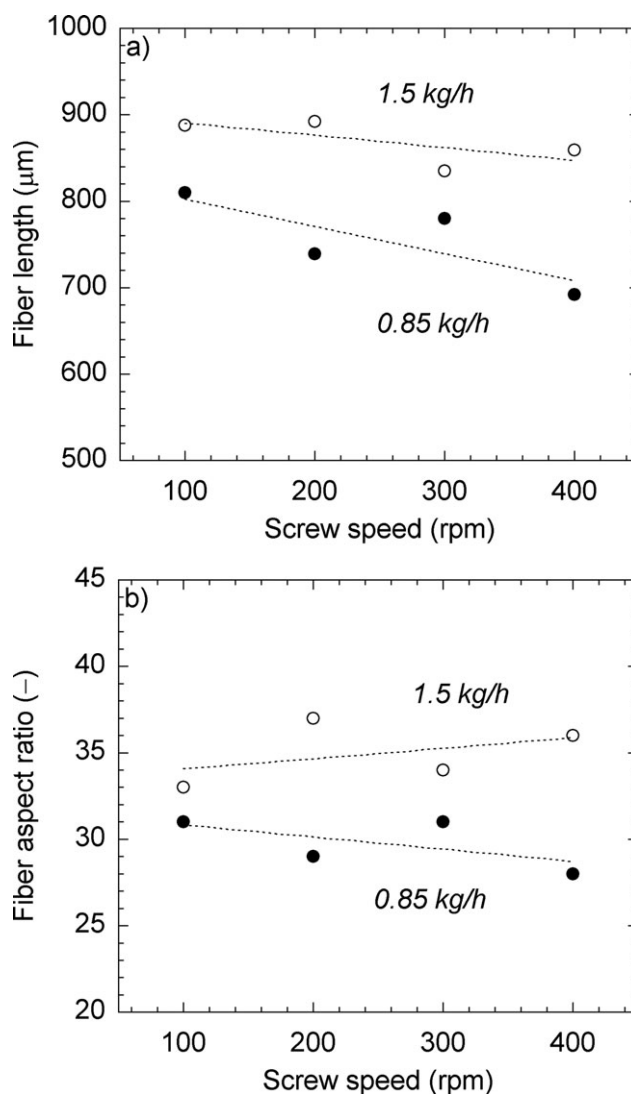 a)
1000
900
800
700
600
500
Fiber length (μm)
1.5 kg/h
0.85 kg/h
100 200 300 400
Screw speed (rpm)
b)
45
40
35
30
25
20
Fiber aspect ratio (–)
1.5 kg/h
0.85 kg/h
100 200 300 400
Screw speed (rpm)